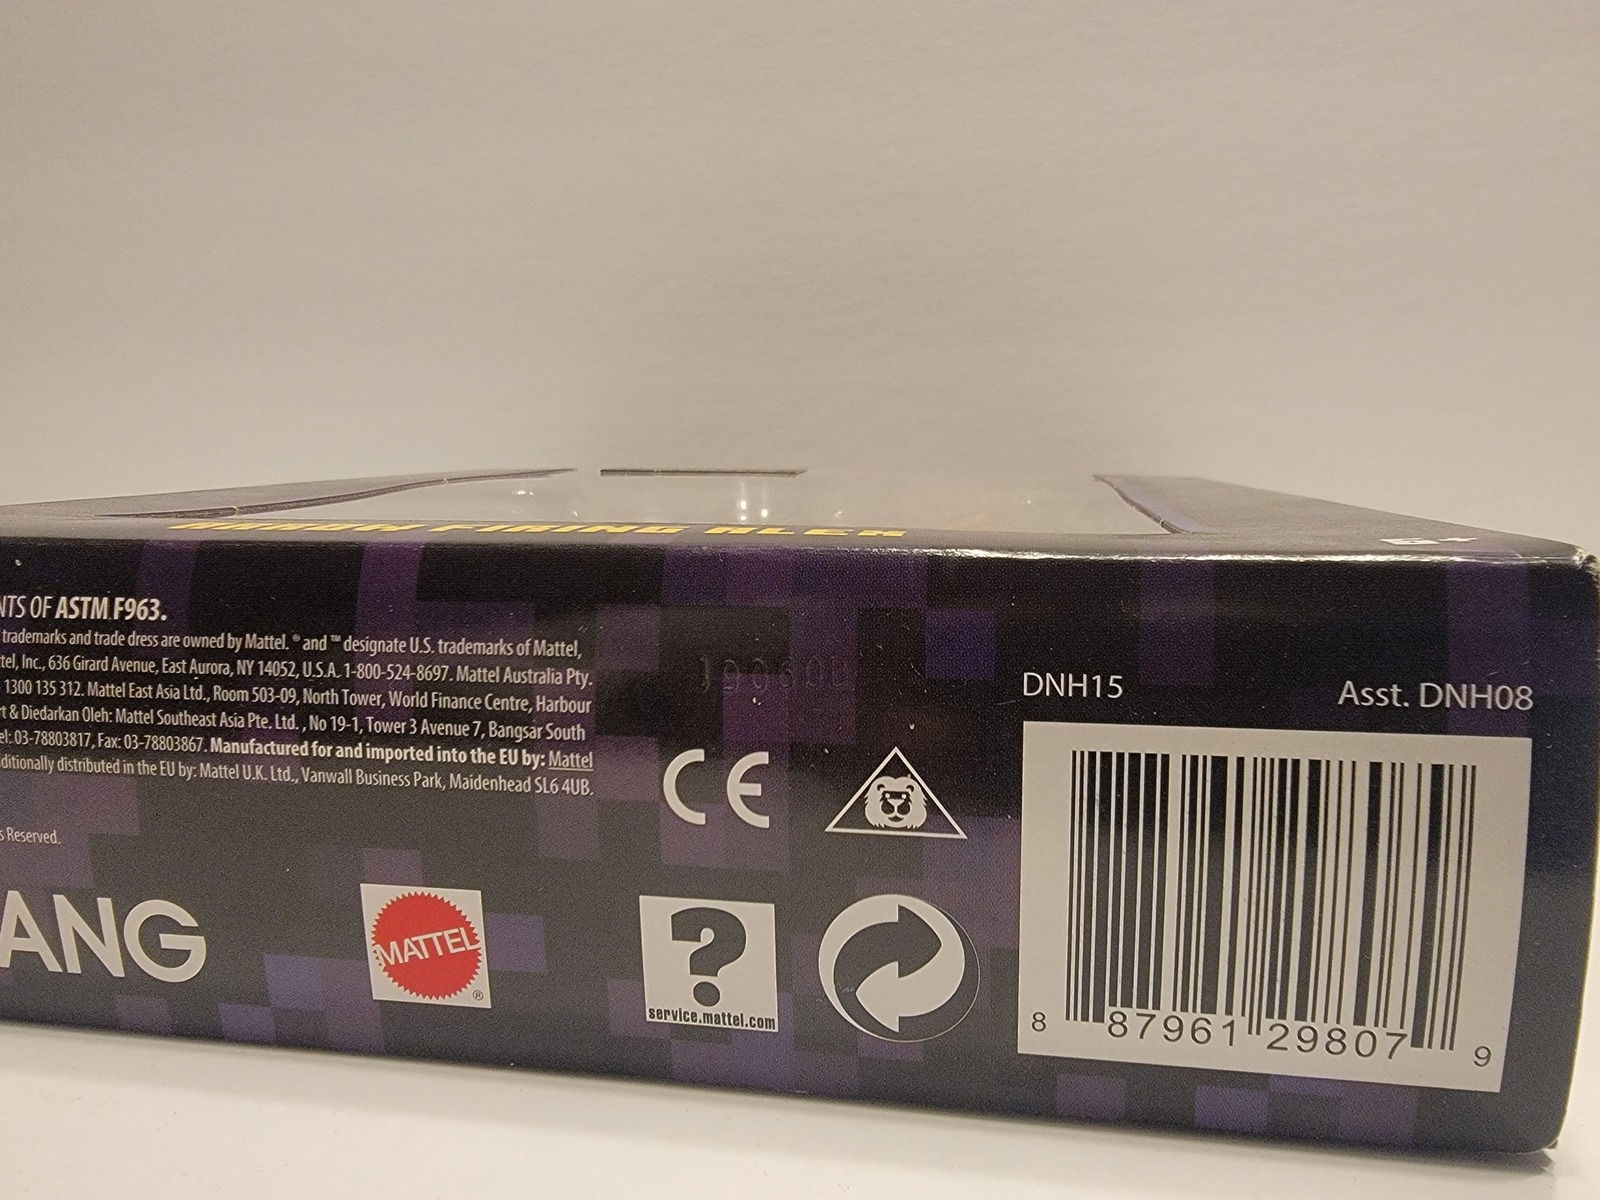 ARROW FIRING ALEX
6+
NTS OF ASTM F963.
trademarks and trade dress are owned by Mattel. ® and ™ designate U.S. trademarks of Mattel,
tel, Inc., 636 Girard Avenue, East Aurora, NY 14052, U.S.A. 1-800-524-8697. Mattel Australia Pty.
1300 135 312. Mattel East Asia Ltd., Room 503-09, North Tower, World Finance Centre, Harbour
rt & Diedarkan Oleh: Mattel Southeast Asia Pte. Ltd. , No 19-1, Tower 3 Avenue 7, Bangsar South
el: 03-78803817, Fax: 03-78803867. Manufactured for and imported into the EU by: Mattel
ditionally distributed in the EU by: Mattel U.K. Ltd., Vanwall Business Park, Maidenhead SL6 4UB.
s Reserved.
ANG
MATTEL
®
CE
?
service.mattel.com
DNH15
Asst. DNH08
8 87961 29807 9